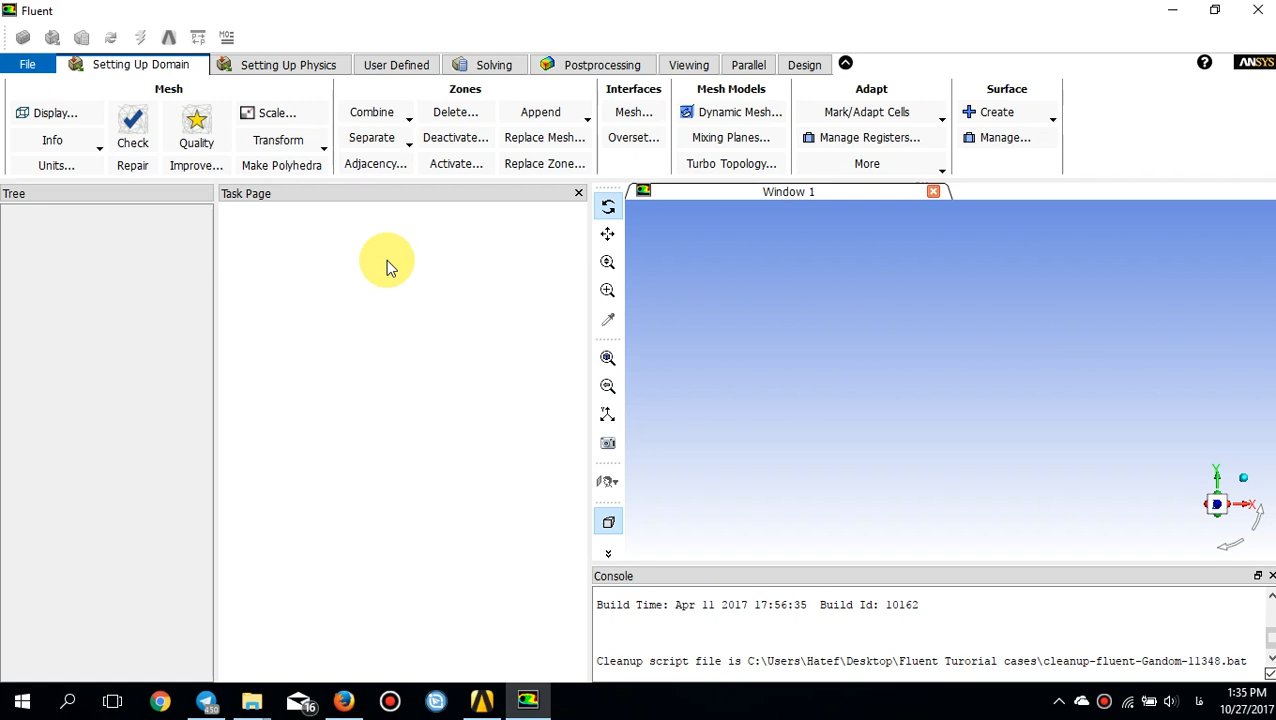 Fluent
File
Setting Up Domain
Setting Up Physics
User Defined
Solving
Postprocessing
Viewing
Parallel
Design
ANSYS
Mesh
Zones
Interfaces
Mesh Models
Adapt
Surface
Display...
Info
Units...
Check
Repair
Quality
Improve...
Scale...
Transform
Make Polyhedra
Combine
Separate
Adjacency...
Delete...
Deactivate...
Activate...
Append
Replace Mesh...
Replace Zone...
Mesh...
Overset...
Dynamic Mesh...
Mixing Planes...
Turbo Topology...
Mark/Adapt Cells
Manage Registers...
More
Create
Manage...
Tree
Task Page
Window 1
Y
X
Console
Build Time: Apr 11 2017 17:56:35  Build Id: 10162
Cleanup script file is C:\Users\Hatef\Desktop\Fluent Turorial cases\cleanup-fluent-Gandom-11348.bat
450
16
فا
1:35 PM
10/27/2017